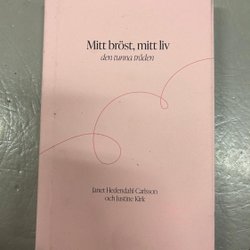 Mitt bröst, mitt liv
den tunna tråden
Janet Hedendahl Carlsson
och Justine Kirk